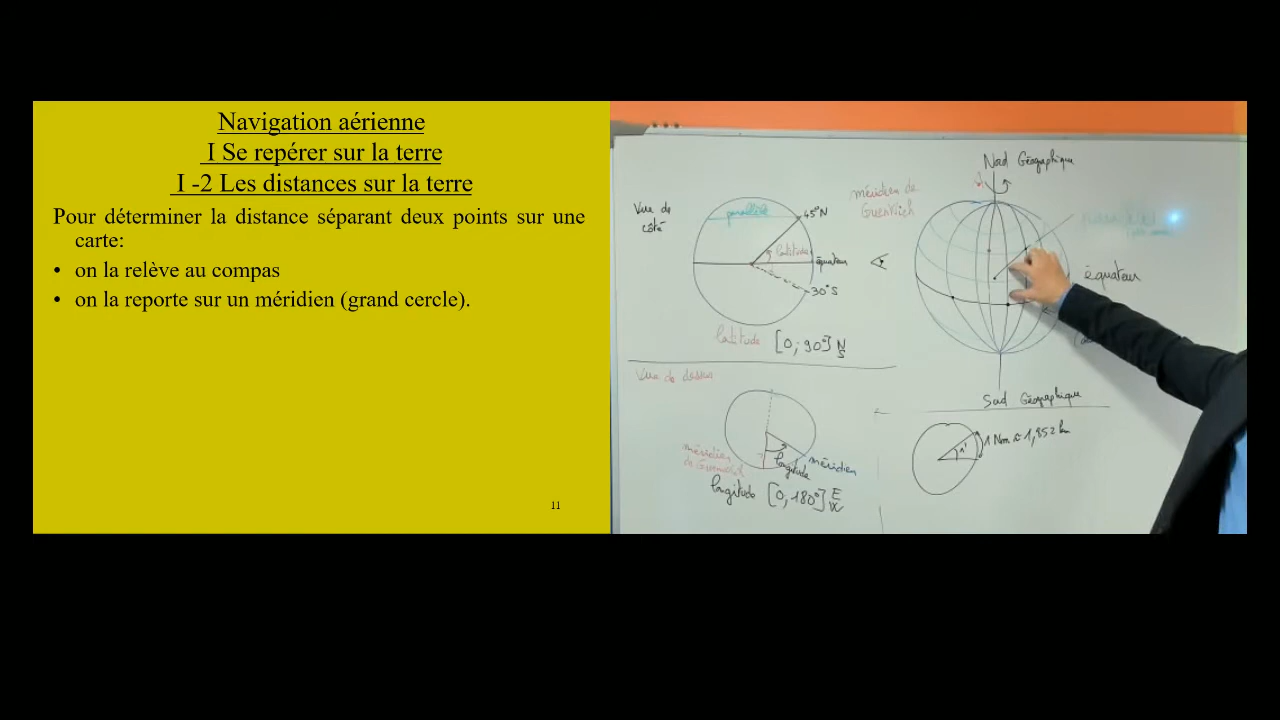 Navigation aérienne
I Se repérer sur la terre
I -2 Les distances sur la terre
Pour déterminer la distance séparant deux points sur une
carte:
• on la relève au compas
• on la reporte sur un méridien (grand cercle).
11
Vue de
côté
parallèle
45°N
latitude
équateur
30°S
latitude [0; 90°] N
S
méridien de
Nord Géographique
équateur
Sud Géographique
Vue de dessus
méridien
longitude
méridien
longitude [0, 180°] E
W
1'
1 Nm ≈ 1,852 km